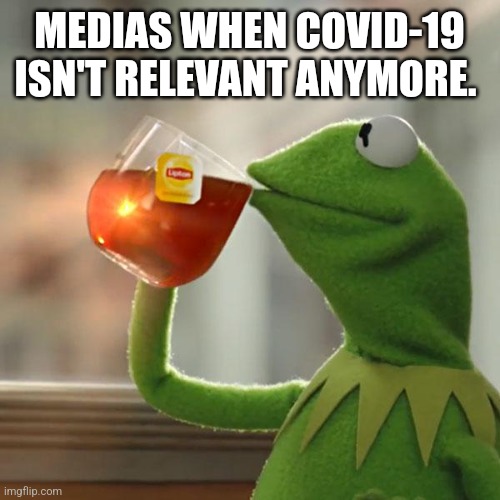 MEDIAS WHEN COVID-19
ISN'T RELEVANT ANYMORE.
Lipton
imgflip.com